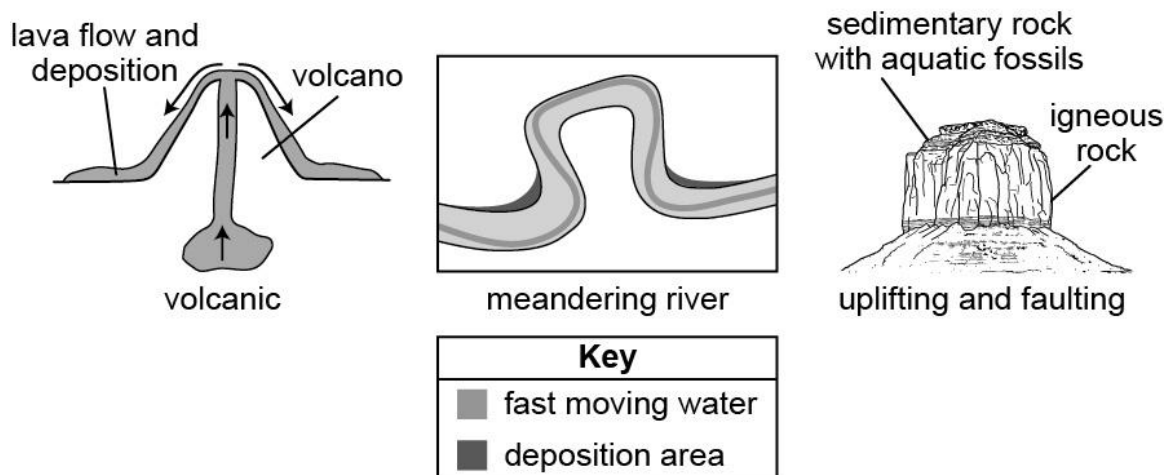 lava flow and
deposition
volcano
volcanic
meandering river
sedimentary rock
with aquatic fossils
igneous
rock
uplifting and faulting
Key
fast moving water
deposition area